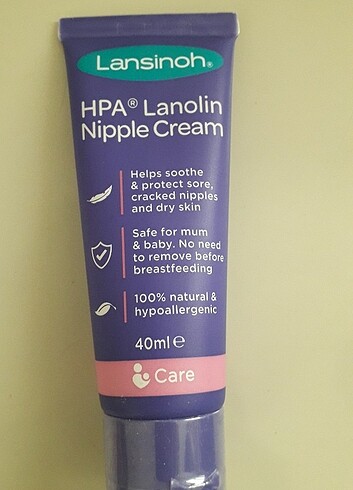 Lansinoh®
HPA® Lanolin
Nipple Cream
Helps soothe
& protect sore,
cracked nipples
and dry skin
Safe for mum
& baby. No need
to remove before
breastfeeding
100% natural &
hypoallergenic
40ml ℮
Care